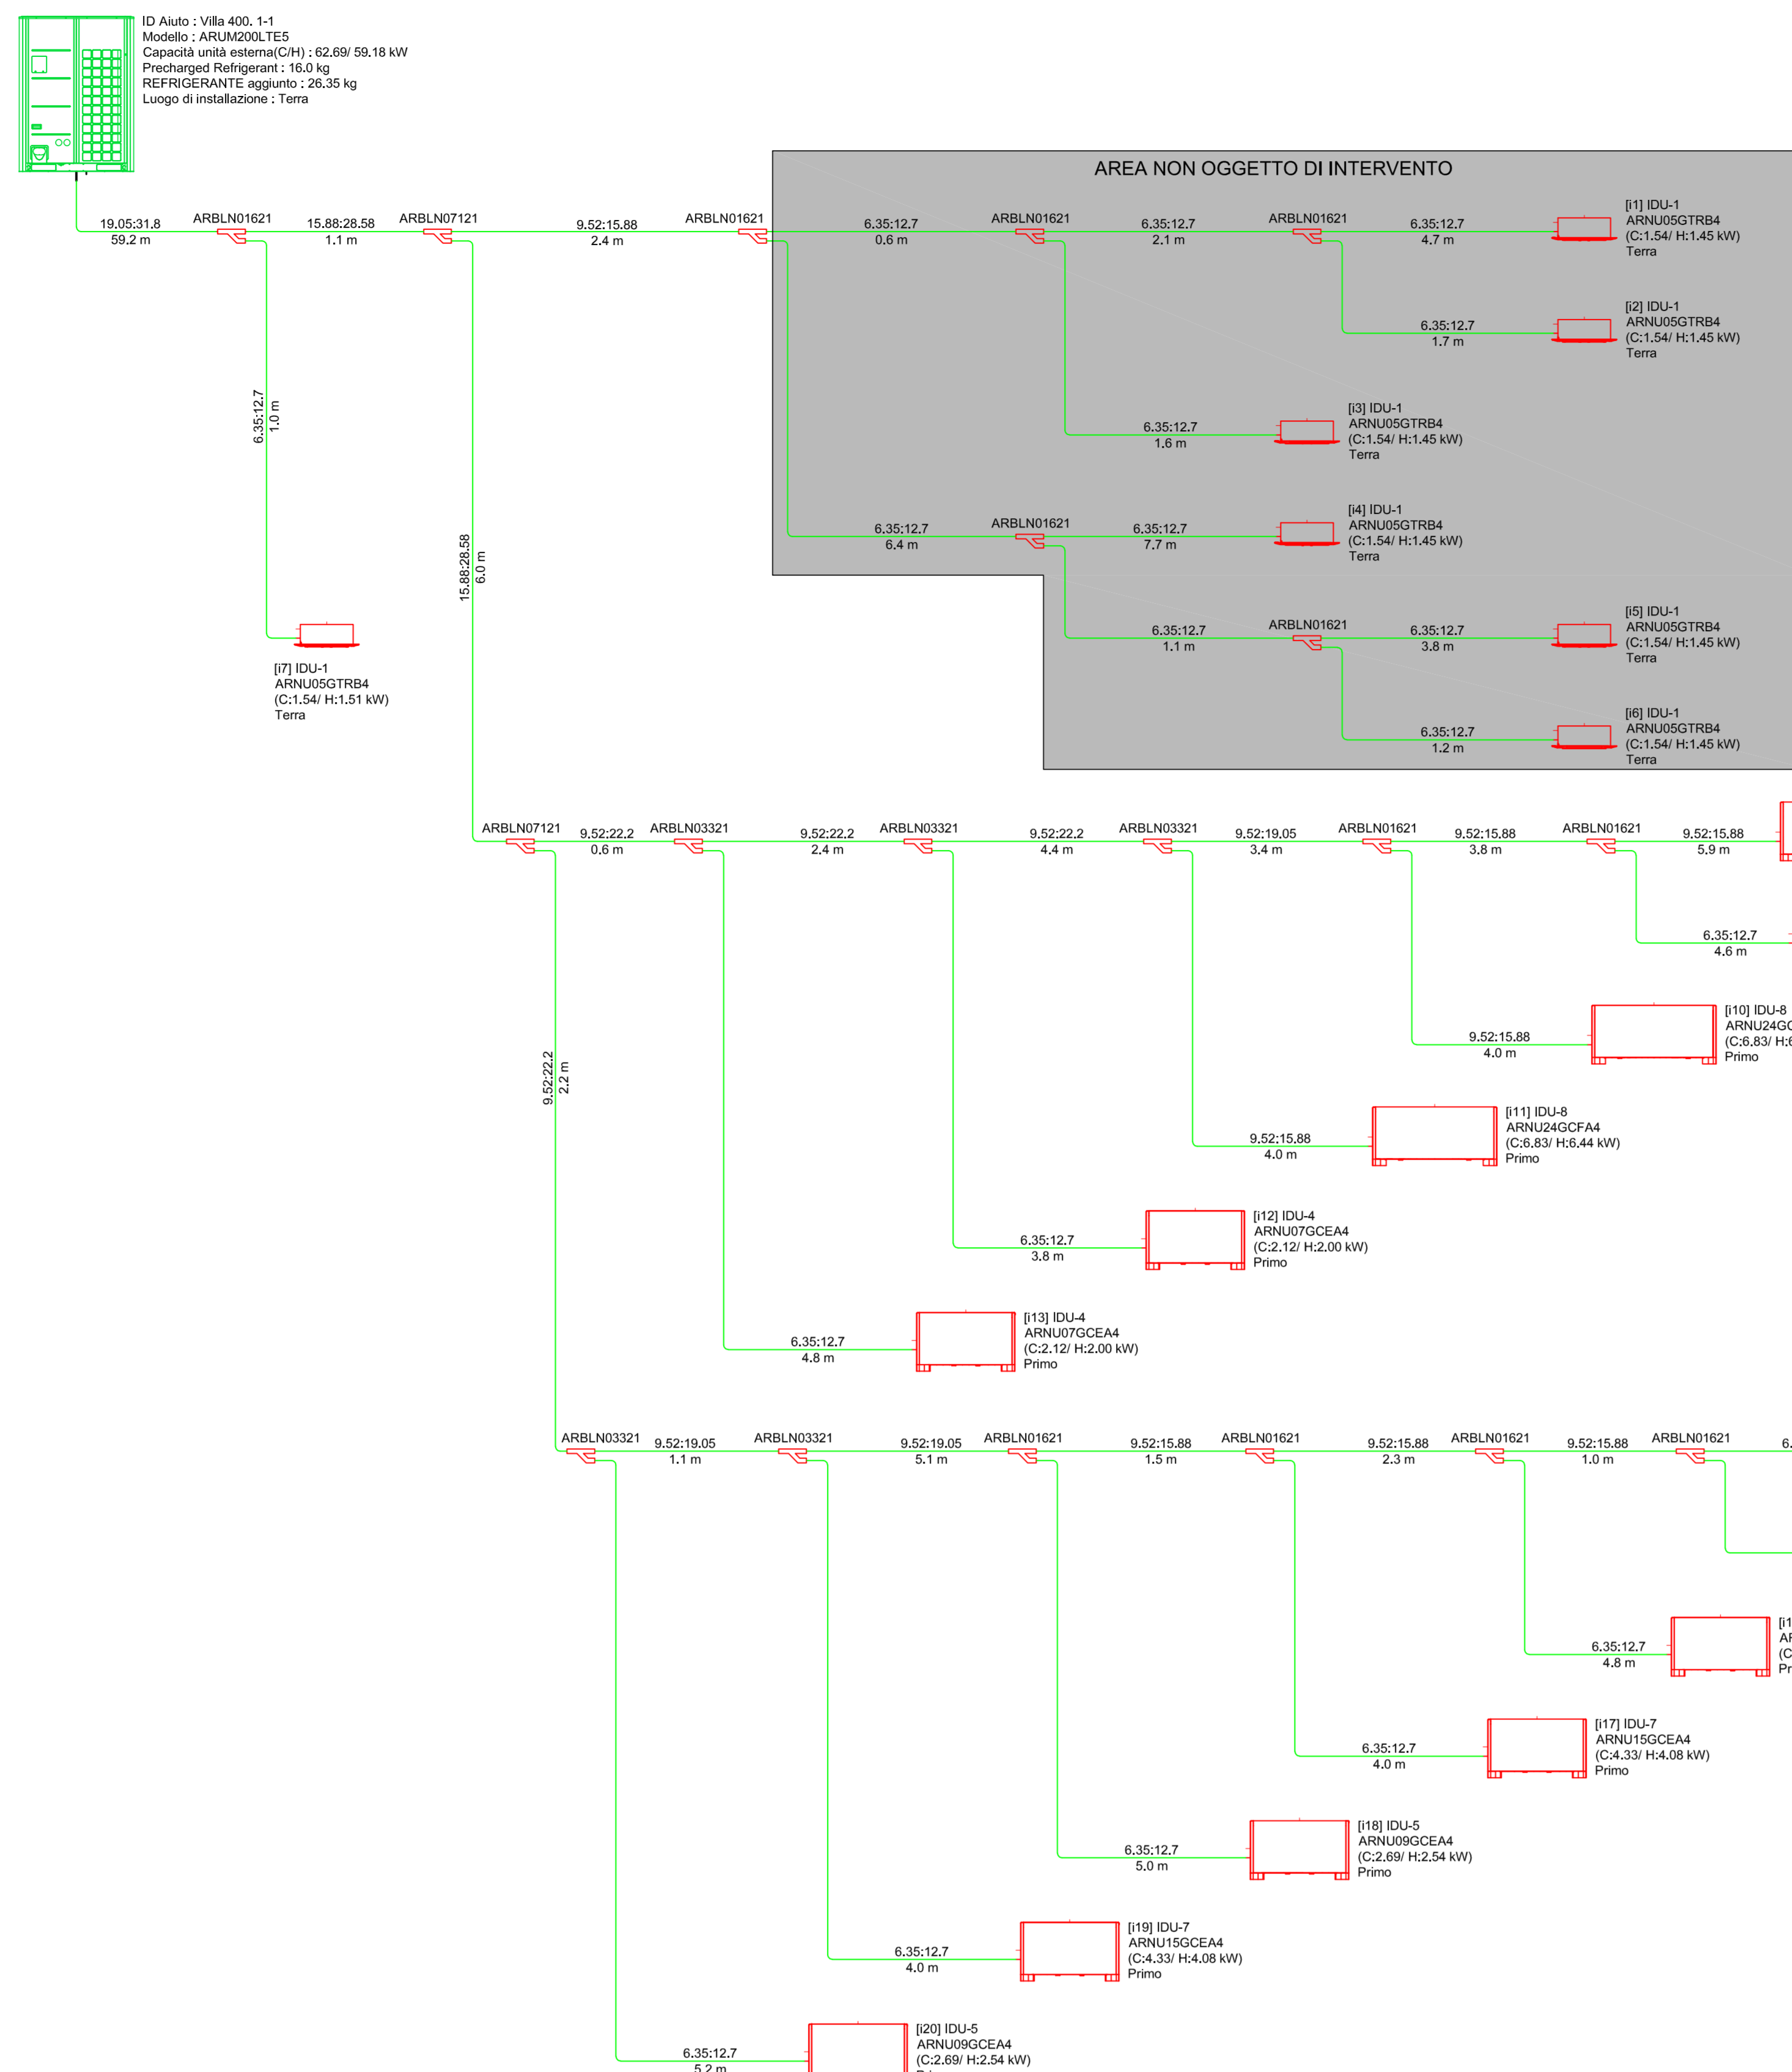 ID Aiuto : Villa 400. 1-1
Modello : ARUM200LTE5
Capacità unità esterna(C/H) : 62.69/ 59.18 kW
Precharged Refrigerant : 16.0 kg
REFRIGERANTE aggiunto : 26.35 kg
Luogo di installazione : Terra
AREA NON OGGETTO DI INTERVENTO
19.05:31.8
59.2 m
ARBLN01621
15.88:28.58
1.1 m
ARBLN07121
9.52:15.88
2.4 m
ARBLN01621
6.35:12.7
0.6 m
ARBLN01621
6.35:12.7
2.1 m
ARBLN01621
6.35:12.7
4.7 m
[i1] IDU-1
ARNU05GTRB4
(C:1.54/ H:1.45 kW)
Terra
6.35:12.7
1.7 m
[i2] IDU-1
ARNU05GTRB4
(C:1.54/ H:1.45 kW)
Terra
6.35:12.7
1.6 m
[i3] IDU-1
ARNU05GTRB4
(C:1.54/ H:1.45 kW)
Terra
6.35:12.7
6.4 m
ARBLN01621
6.35:12.7
7.7 m
[i4] IDU-1
ARNU05GTRB4
(C:1.54/ H:1.45 kW)
Terra
6.35:12.7
1.1 m
ARBLN01621
6.35:12.7
3.8 m
[i5] IDU-1
ARNU05GTRB4
(C:1.54/ H:1.45 kW)
Terra
6.35:12.7
1.2 m
[i6] IDU-1
ARNU05GTRB4
(C:1.54/ H:1.45 kW)
Terra
6.35:12.7
1.0 m
[i7] IDU-1
ARNU05GTRB4
(C:1.54/ H:1.51 kW)
Terra
15.88:28.58
6.0 m
ARBLN07121
9.52:22.2
0.6 m
ARBLN03321
9.52:22.2
2.4 m
ARBLN03321
9.52:22.2
4.4 m
ARBLN03321
9.52:19.05
3.4 m
ARBLN01621
9.52:15.88
3.8 m
ARBLN01621
9.52:15.88
5.9 m
6.35:12.7
4.6 m
9.52:15.88
4.0 m
[i10] IDU-8
ARNU24GC
(C:6.83/ H:6
Primo
9.52:15.88
4.0 m
[i11] IDU-8
ARNU24GCFA4
(C:6.83/ H:6.44 kW)
Primo
6.35:12.7
3.8 m
[i12] IDU-4
ARNU07GCEA4
(C:2.12/ H:2.00 kW)
Primo
6.35:12.7
4.8 m
[i13] IDU-4
ARNU07GCEA4
(C:2.12/ H:2.00 kW)
Primo
9.52:22.2
2.2 m
ARBLN03321
9.52:19.05
1.1 m
ARBLN03321
9.52:19.05
5.1 m
ARBLN01621
9.52:15.88
1.5 m
ARBLN01621
9.52:15.88
2.3 m
ARBLN01621
9.52:15.88
1.0 m
ARBLN01621
6.
6.35:12.7
4.8 m
[i1
(C
Pr
6.35:12.7
4.0 m
[i17] IDU-7
ARNU15GCEA4
(C:4.33/ H:4.08 kW)
Primo
6.35:12.7
5.0 m
[i18] IDU-5
ARNU09GCEA4
(C:2.69/ H:2.54 kW)
Primo
6.35:12.7
4.0 m
[i19] IDU-7
ARNU15GCEA4
(C:4.33/ H:4.08 kW)
Primo
6.35:12.7
5.2 m
[i20] IDU-5
ARNU09GCEA4
(C:2.69/ H:2.54 kW)